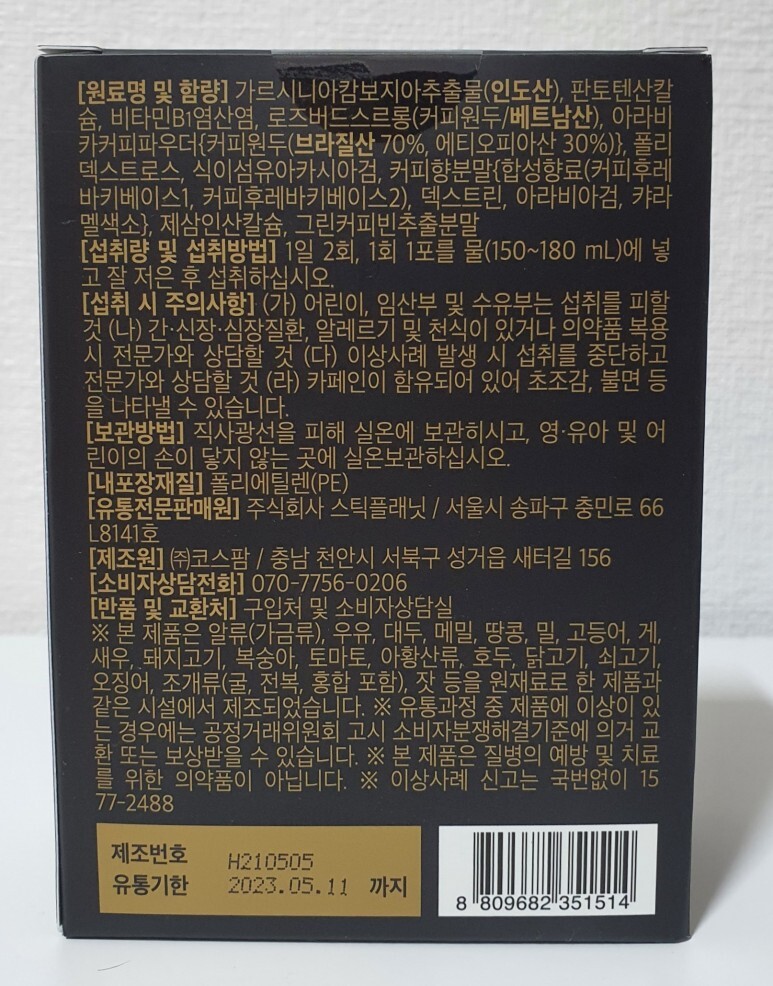 [원료명 및 함량] 가르시니아캄보지아추출물(인도산), 판토텐산칼
슘, 비타민B1염산염, 로즈버드스르롱(커피원두/베트남산), 아라비
카커피파우더{커피원두(브라질산 70%, 에티오피아산 30%)}, 폴리
덱스트로스, 식이섬유아카시아검, 커피향분말{합성향료(커피후레
바키베이스1, 커피후레바키베이스2), 덱스트린, 아라비아검, 캬라
멜색소}, 제삼인산칼슘, 그린커피빈추출분말
[섭취량 및 섭취방법] 1일 2회, 1회 1포를 물(150~180 mL)에 넣
고 잘 저은 후 섭취하십시오.
[섭취 시 주의사항] (가) 어린이, 임산부 및 수유부는 섭취를 피할
것 (나) 간·신장·심장질환, 알레르기 및 천식이 있거나 의약품 복용
시 전문가와 상담할 것 (다) 이상사례 발생 시 섭취를 중단하고
전문가와 상담할 것 (라) 카페인이 함유되어 있어 초조감, 불면 등
을 나타낼 수 있습니다.
[보관방법] 직사광선을 피해 실온에 보관히시고, 영·유아 및 어
린이의 손이 닿지 않는 곳에 실온보관하십시오.
[내포장재질] 폴리에틸렌(PE)
[유통전문판매원] 주식회사 스틱플래닛 / 서울시 송파구 충민로 66
L8141호
[제조원] ㈜코스팜 / 충남 천안시 서북구 성거읍 새터길 156
[소비자상담전화] 070-7756-0206
[반품 및 교환처] 구입처 및 소비자상담실
※ 본 제품은 알류(가금류), 우유, 대두, 메밀, 땅콩, 밀, 고등어, 게,
새우, 돼지고기, 복숭아, 토마토, 아황산류, 호두, 닭고기, 쇠고기,
오징어, 조개류(굴, 전복, 홍합 포함), 잣 등을 원재료로 한 제품과
같은 시설에서 제조되었습니다. ※ 유통과정 중 제품에 이상이 있
는 경우에는 공정거래위원회 고시 소비자분쟁해결기준에 의거 교
환 또는 보상받을 수 있습니다. ※ 본 제품은 질병의 예방 및 치료
를 위한 의약품이 아닙니다. ※ 이상사례 신고는 국번없이 15
77-2488
제조번호 H210505
유통기한 2023.05.11 까지
8 809682 351514